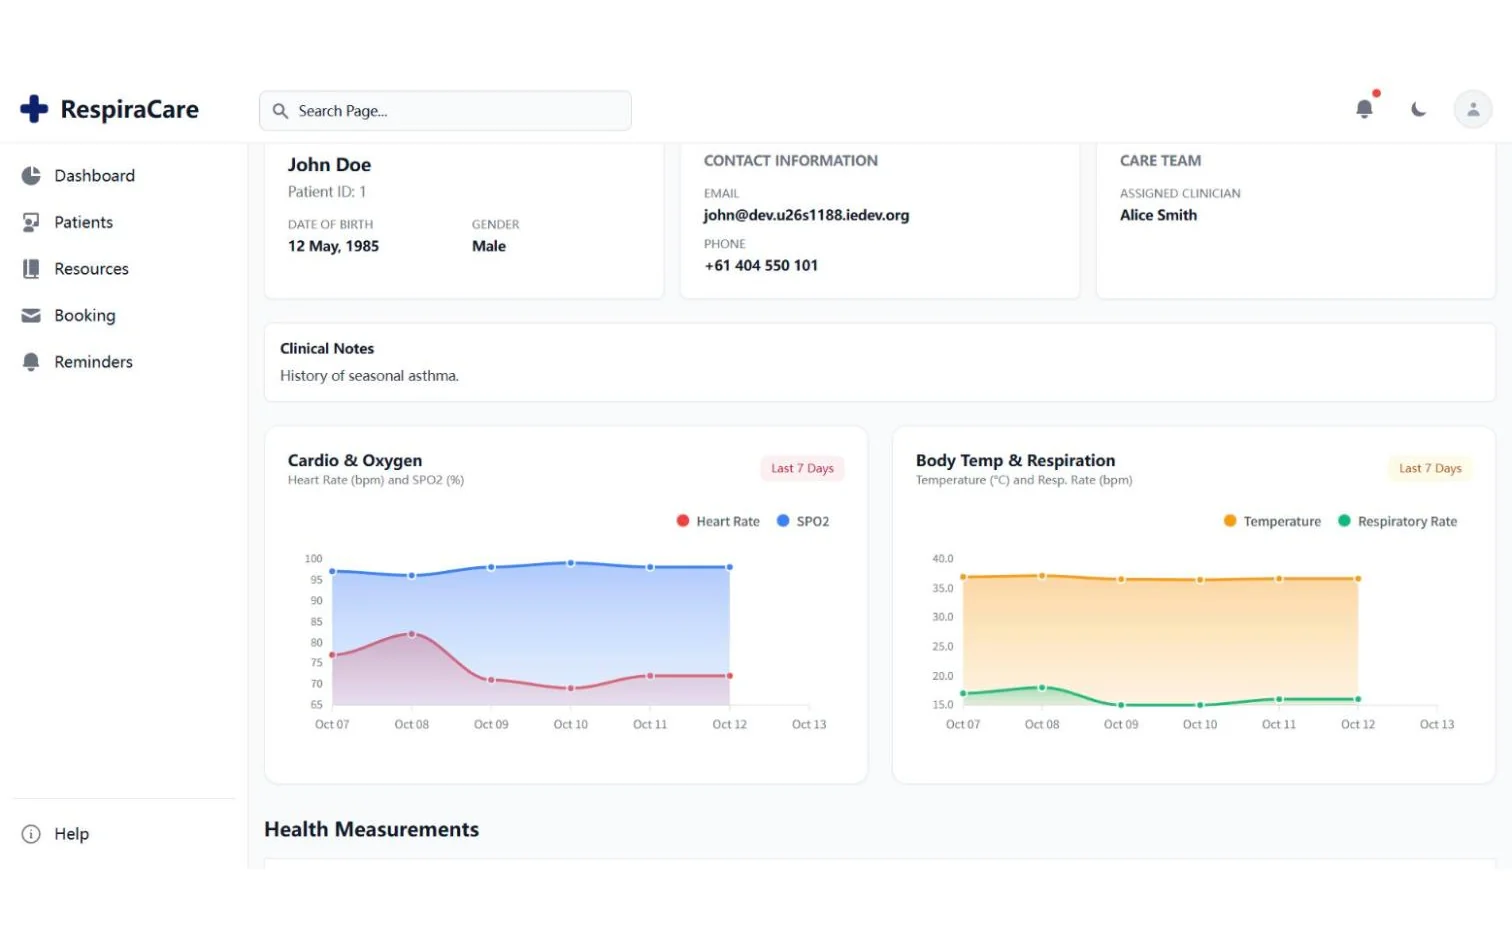 RespiraCare
Search Page...
Dashboard
Patients
Resources
Booking
Reminders
Help
John Doe
Patient ID: 1
DATE OF BIRTH
12 May, 1985
GENDER
Male
CONTACT INFORMATION
EMAIL
john@dev.u26s1188.iedev.org
PHONE
+61 404 550 101
CARE TEAM
ASSIGNED CLINICIAN
Alice Smith
Clinical Notes
History of seasonal asthma.
Cardio & Oxygen
Heart Rate (bpm) and SPO2 (%)
Last 7 Days
Heart Rate
SPO2
100
95
90
85
80
75
70
65
Oct 07 Oct 08 Oct 09 Oct 10 Oct 11 Oct 12 Oct 13
Body Temp & Respiration
Temperature (°C) and Resp. Rate (bpm)
Last 7 Days
Temperature
Respiratory Rate
40.0
35.0
30.0
25.0
20.0
15.0
Oct 07 Oct 08 Oct 09 Oct 10 Oct 11 Oct 12 Oct 13
Health Measurements